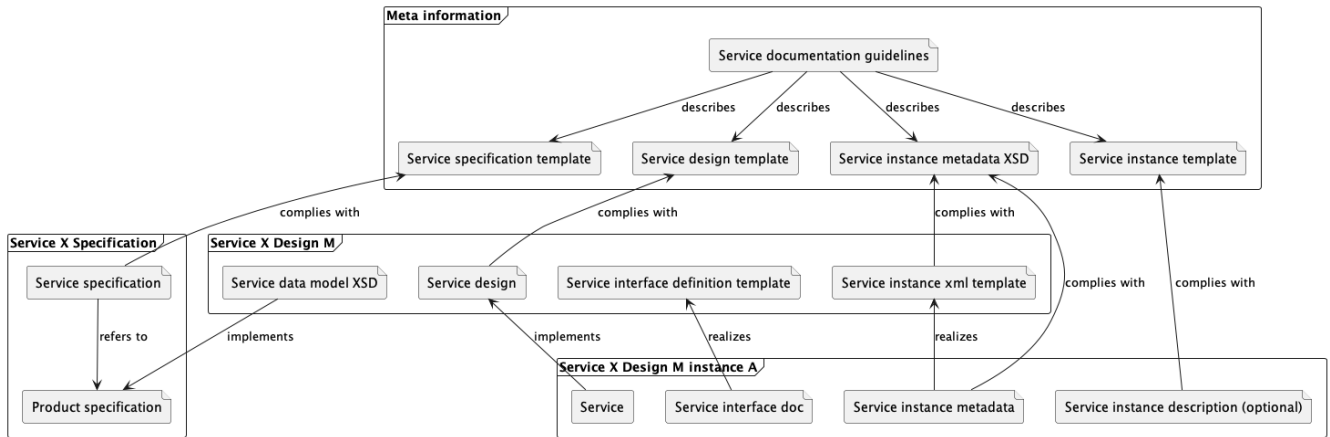 Meta information
Service documentation guidelines
describes
describes
describes
describes
Service specification template
Service design template
Service instance metadata XSD
Service instance template
complies with
complies with
complies with
Service X Specification
Service X Design M
Service specification
Service data model XSD
Service design
Service interface definition template
Service instance xml template
complies with
complies with
refers to
implements
implements
realizes
realizes
Service X Design M instance A
Product specification
Service
Service interface doc
Service instance metadata
Service instance description (optional)